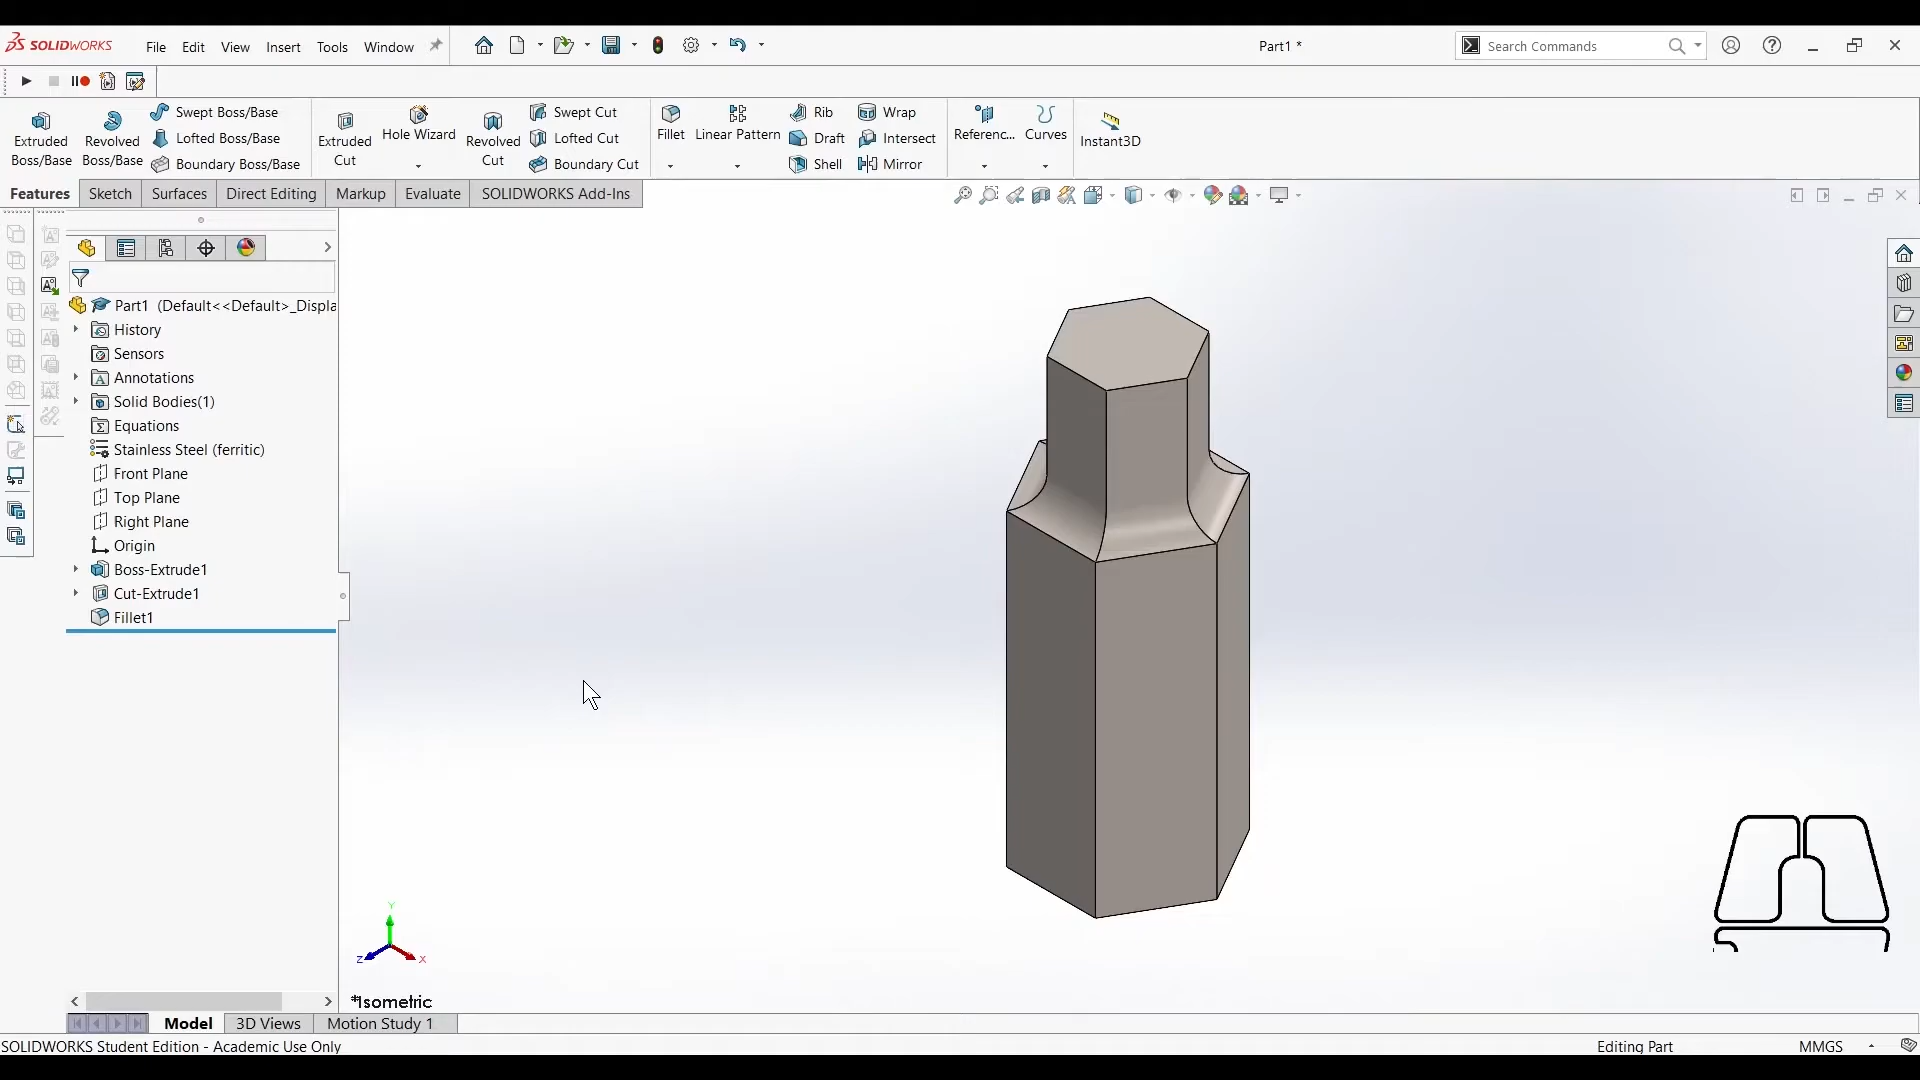 SOLIDWORKS File Edit View Insert Tools Window Part1 * Search Commands
Extruded Boss/Base
Revolved Boss/Base
Swept Boss/Base
Lofted Boss/Base
Boundary Boss/Base
Extruded Cut
Hole Wizard
Revolved Cut
Swept Cut
Lofted Cut
Boundary Cut
Fillet
Linear Pattern
Rib
Draft
Shell
Wrap
Intersect
Mirror
Referenc...
Curves
Instant3D
Features Sketch Surfaces Direct Editing Markup Evaluate SOLIDWORKS Add-Ins
Part1 (Default<<Default>_Displa
History
Sensors
Annotations
Solid Bodies(1)
Equations
Stainless Steel (ferritic)
Front Plane
Top Plane
Right Plane
Origin
Boss-Extrude1
Cut-Extrude1
Fillet1
Y
Z X
*Isometric
Model 3D Views Motion Study 1
SOLIDWORKS Student Edition - Academic Use Only Editing Part MMGS